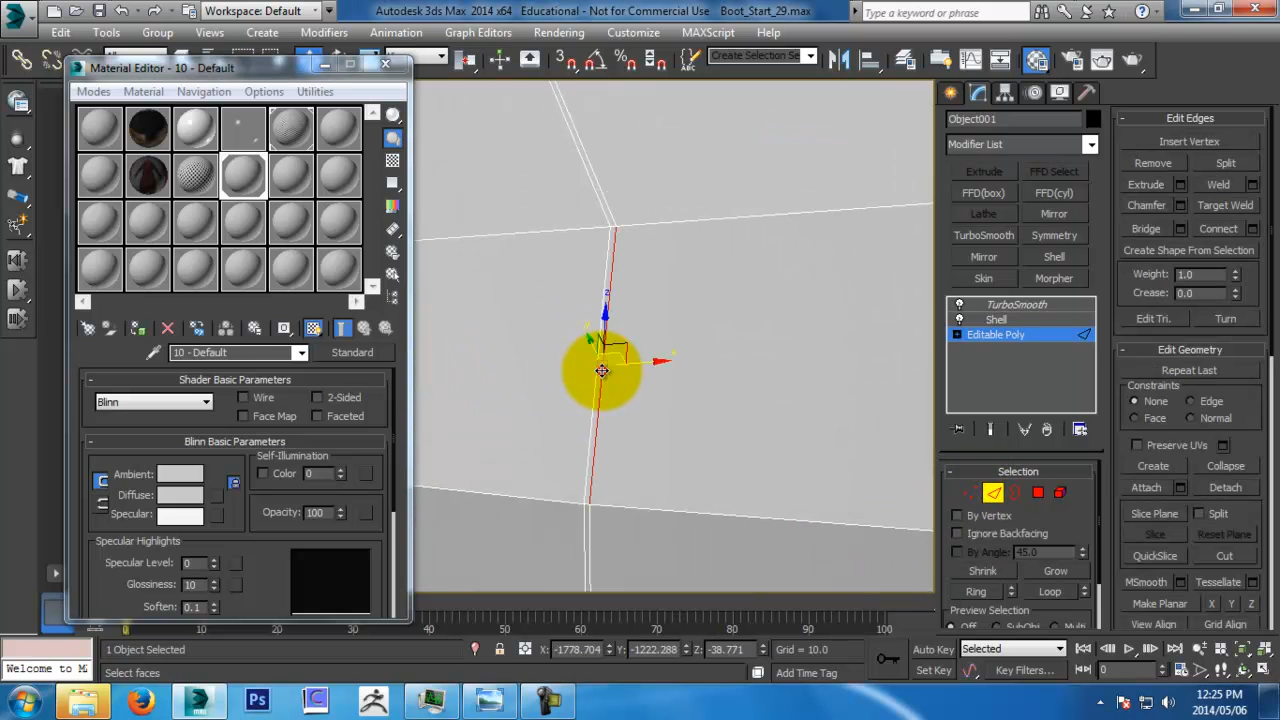 Workspace: Default
Autodesk 3ds Max 2014 x64 Educational - Not for Commercial Use Boot_Start_29.max
Type a keyword or phrase
Edit Tools Group Views Create Modifiers Animation Graph Editors Rendering Customize MAXScript Help
Create Selection Se
Material Editor - 10 - Default
Modes Material Navigation Options Utilities
10 - Default
Standard
Shader Basic Parameters
Blinn
Wire
2-Sided
Face Map
Faceted
Blinn Basic Parameters
Self-Illumination
Ambient:
Color 0
Diffuse:
Specular:
Opacity: 100
Specular Highlights
Specular Level: 0
Glossiness: 10
Soften: 0.1
Object001
Modifier List
Extrude
FFD Select
FFD(box)
FFD(cyl)
Lathe
Mirror
TurboSmooth
Symmetry
Mirror
Shell
Skin
Morpher
TurboSmooth
Shell
Editable Poly
Selection
By Vertex
Ignore Backfacing
By Angle: 45.0
Shrink
Grow
Ring
Loop
Preview Selection
Off
SubObj
Multi
Edit Edges
Insert Vertex
Remove
Split
Extrude
Weld
Chamfer
Target Weld
Bridge
Connect
Create Shape From Selection
Weight: 1.0
Crease: 0.0
Edit Tri.
Turn
Edit Geometry
Repeat Last
Constraints
None
Edge
Face
Normal
Preserve UVs
Create
Collapse
Attach
Detach
Slice Plane
Split
Slice
Reset Plane
QuickSlice
Cut
MSmooth
Tessellate
Make Planar X Y Z
View Align
Grid Align
0 10 20 30 40 50 60 70 80 90 100
1 Object Selected
X: -1778.704 Y: -1222.288 Z: -38.771 Grid = 10.0
Auto Key
Selected
Welcome to M
Select faces
Add Time Tag
Set Key
Key Filters...
0
12:25 PM
2014/05/06